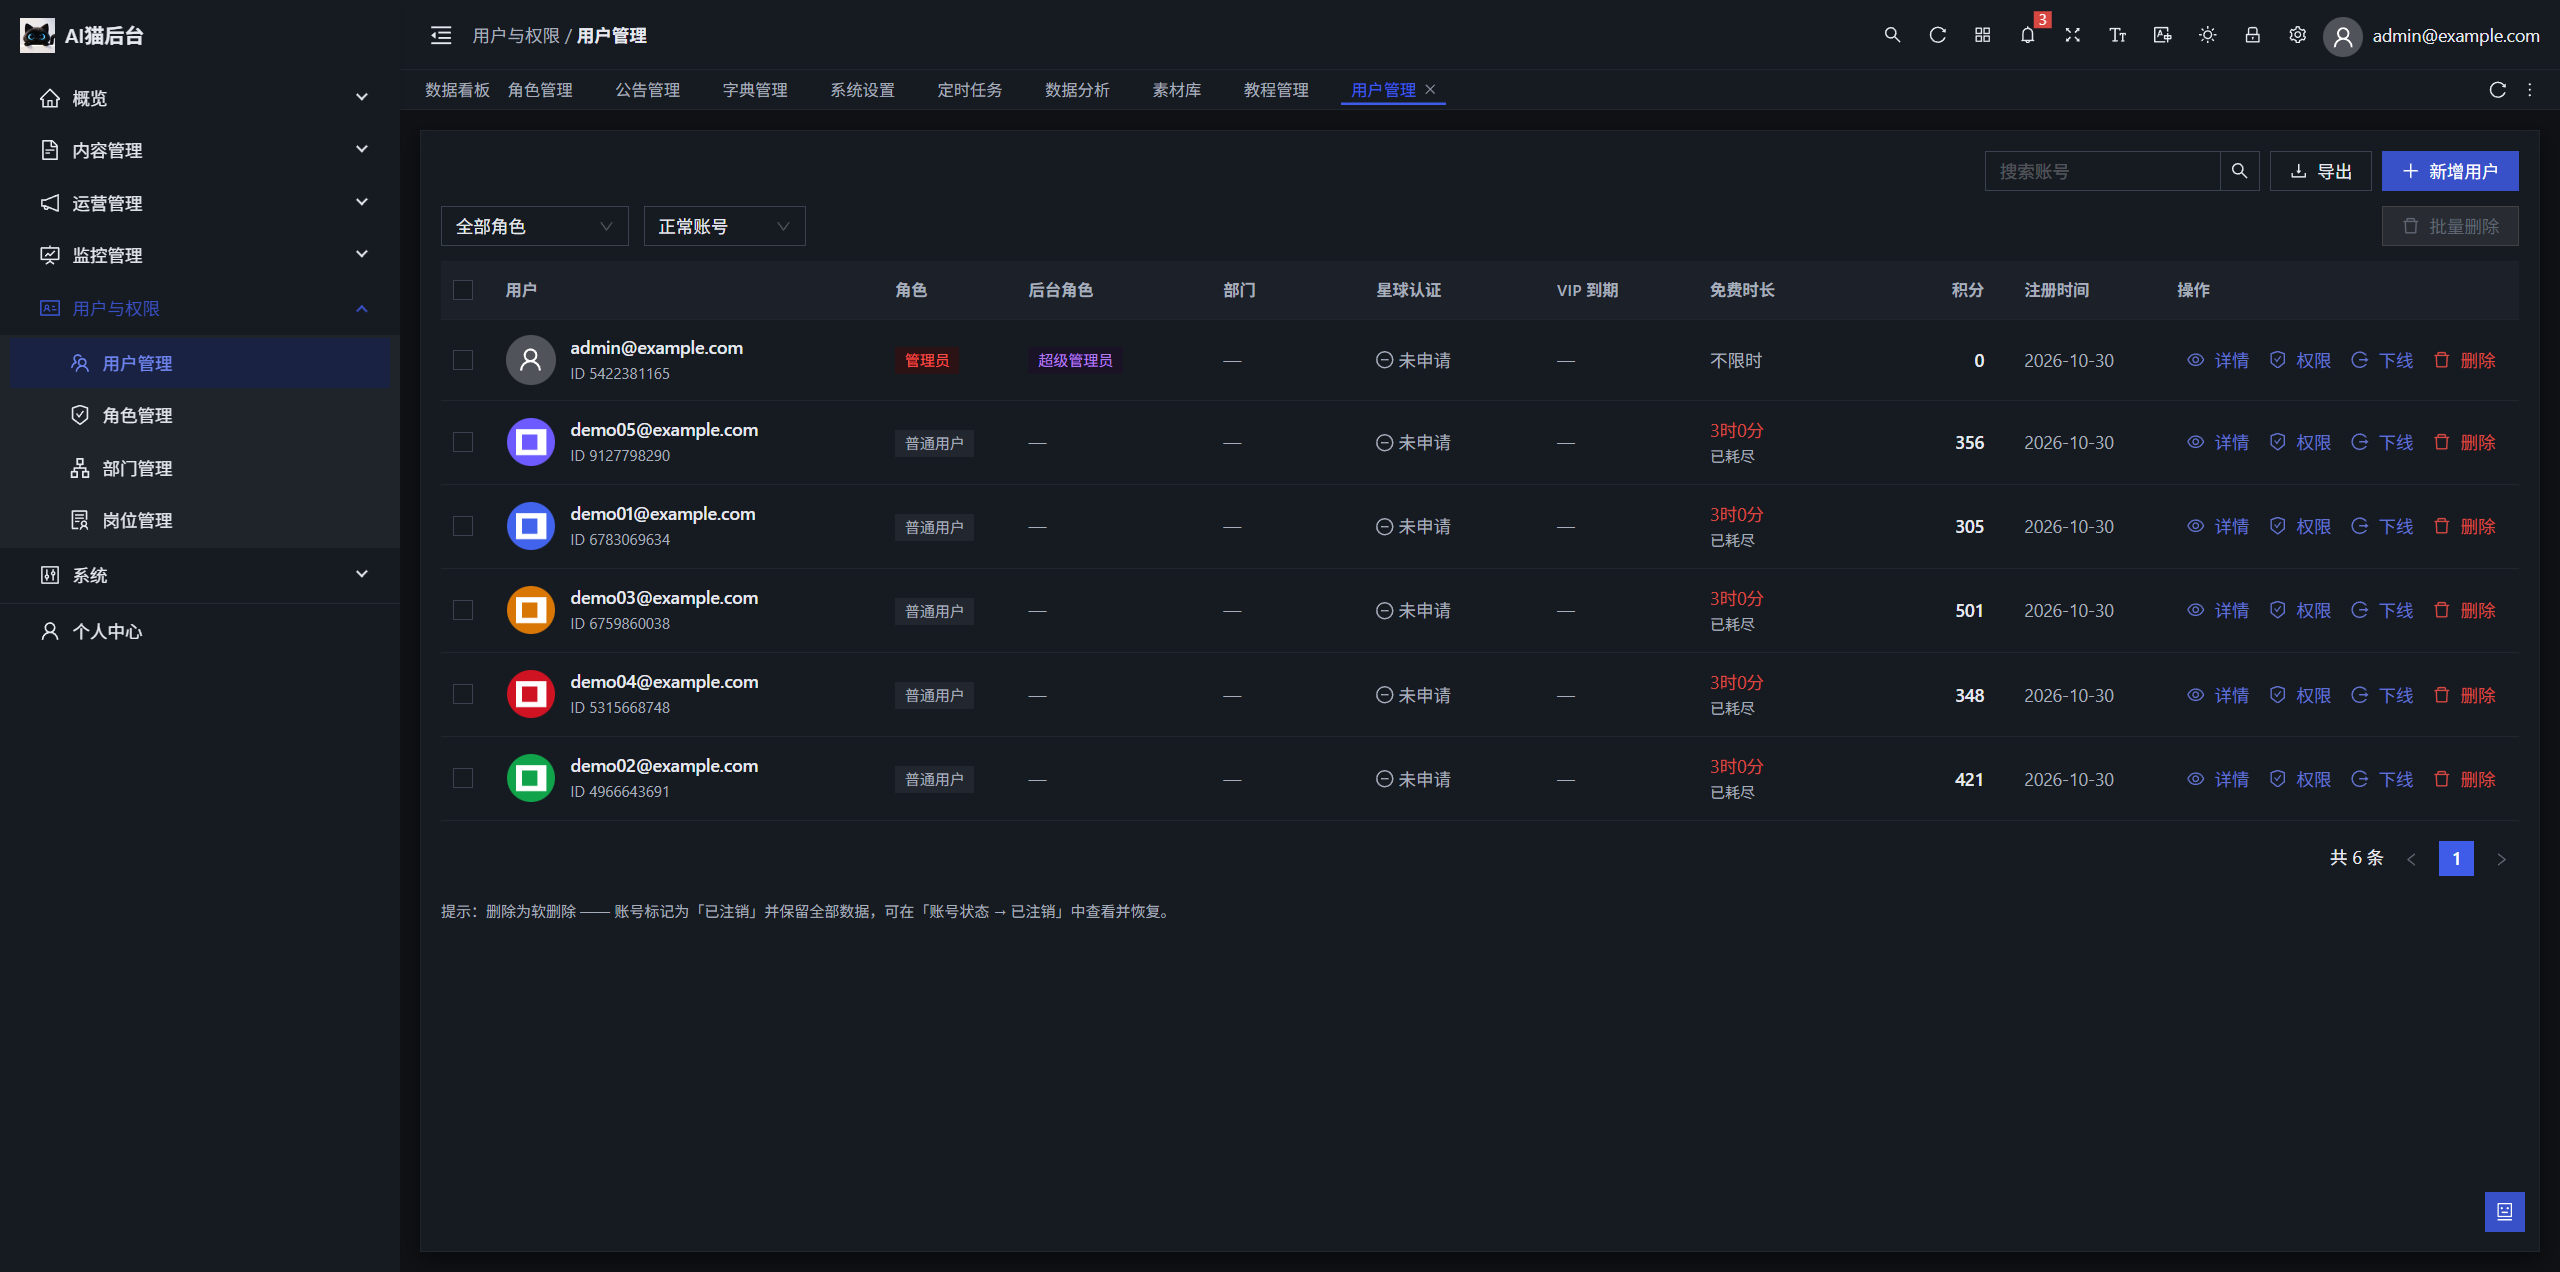 AI猫后台
概览
内容管理
运营管理
监控管理
用户与权限
用户管理
角色管理
部门管理
岗位管理
系统
个人中心
用户与权限 / 用户管理
3
admin@example.com
数据看板 角色管理 公告管理 字典管理 系统设置 定时任务 数据分析 素材库 教程管理 用户管理
搜索账号 导出 新增用户
全部角色 正常账号 批量删除
用户 角色 后台角色 部门 星球认证 VIP 到期 免费时长 积分 注册时间 操作
admin@example.com
ID 5422381165
管理员 超级管理员 — 未申请 — 不限时 0 2026-10-30 详情 权限 下线 删除
demo05@example.com
ID 9127798290
普通用户 — — 未申请 — 3时0分 已耗尽 356 2026-10-30 详情 权限 下线 删除
demo01@example.com
ID 6783069634
普通用户 — — 未申请 — 3时0分 已耗尽 305 2026-10-30 详情 权限 下线 删除
demo03@example.com
ID 6759860038
普通用户 — — 未申请 — 3时0分 已耗尽 501 2026-10-30 详情 权限 下线 删除
demo04@example.com
ID 5315668748
普通用户 — — 未申请 — 3时0分 已耗尽 348 2026-10-30 详情 权限 下线 删除
demo02@example.com
ID 4966643691
普通用户 — — 未申请 — 3时0分 已耗尽 421 2026-10-30 详情 权限 下线 删除
共 6 条 1
提示：删除为软删除 —— 账号标记为「已注销」并保留全部数据，可在「账号状态 → 已注销」中查看并恢复。